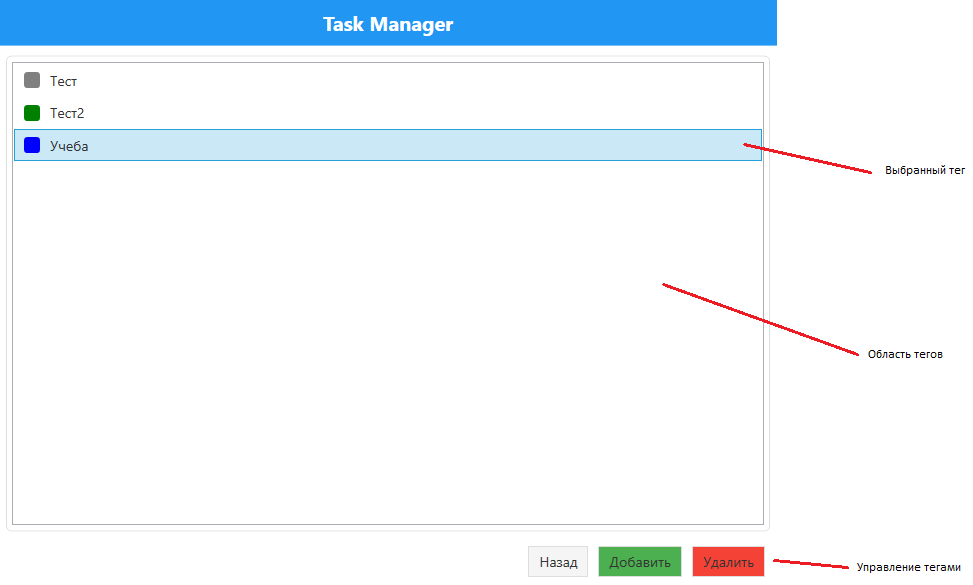 Task Manager
Тест
Тест2
Учеба
Выбранный тег
Область тегов
Назад
Добавить
Удалить
Управление тегами